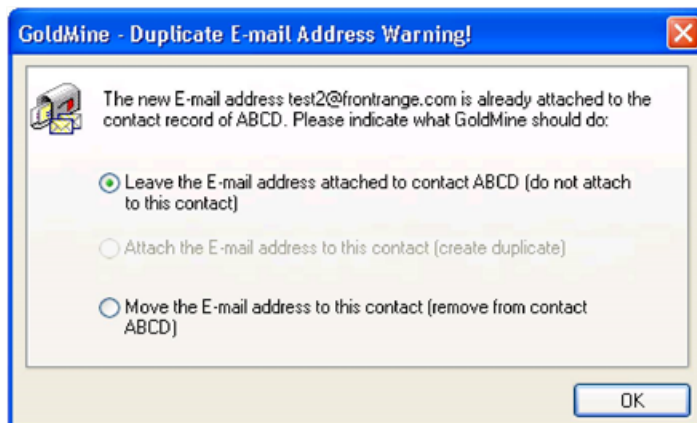 GoldMine - Duplicate E-mail Address Warning!
The new E-mail address test2@frontrange.com is already attached to the
contact record of ABCD. Please indicate what GoldMine should do:
Leave the E-mail address attached to contact ABCD (do not attach
to this contact)
Attach the E-mail address to this contact (create duplicate)
Move the E-mail address to this contact (remove from contact
ABCD)
OK